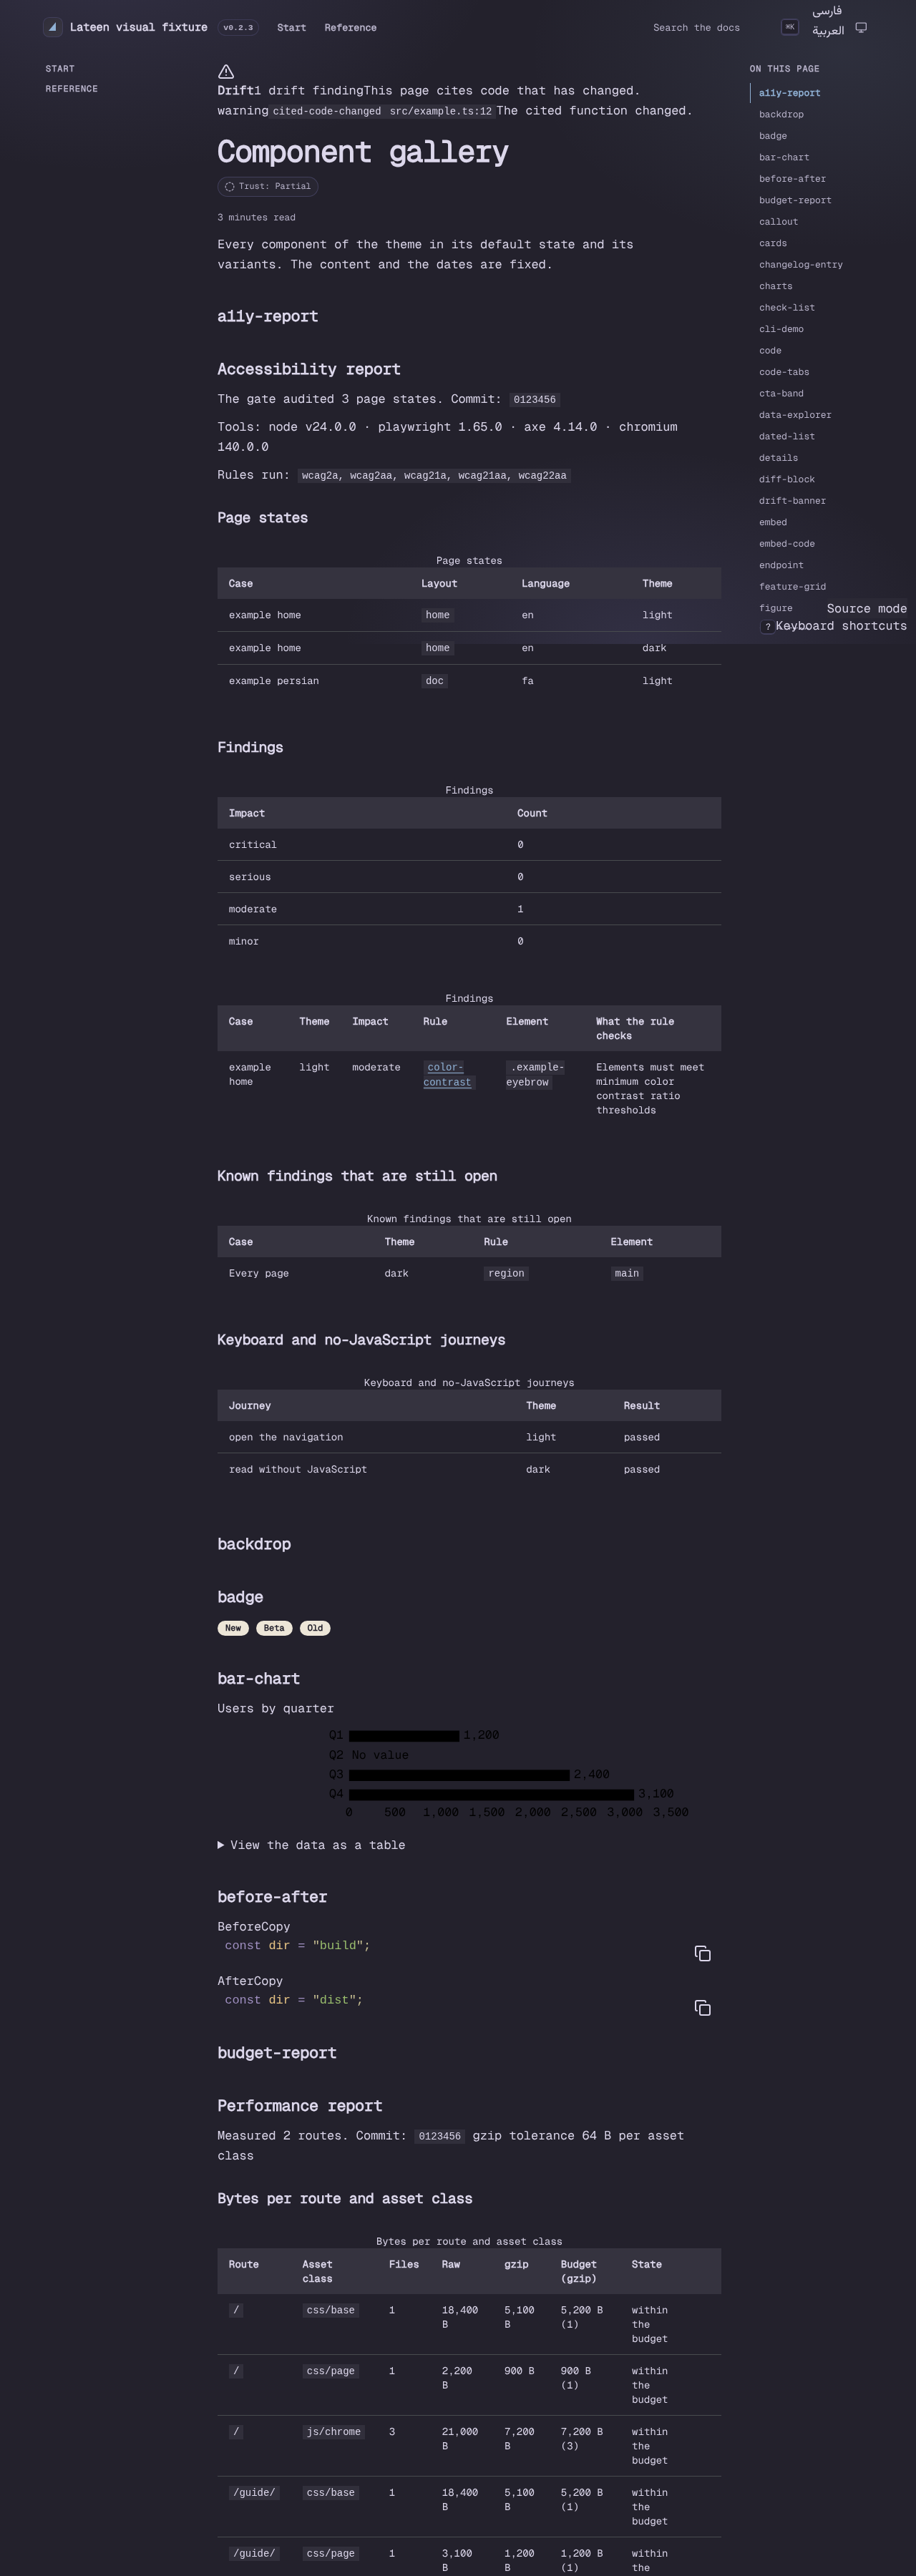 Lateen visual fixture v0.2.3 Start Reference Search the docs ⌘K فارسی العربية
START
REFERENCE
Drift1 drift findingThis page cites code that has changed.
warning cited-code-changed src/example.ts:12 The cited function changed.
Component gallery
Trust: Partial
3 minutes read
Every component of the theme in its default state and its
variants. The content and the dates are fixed.
a11y-report
Accessibility report
The gate audited 3 page states. Commit: 0123456
Tools: node v24.0.0 · playwright 1.65.0 · axe 4.14.0 · chromium
140.0.0
Rules run: wcag2a, wcag2aa, wcag21a, wcag21aa, wcag22aa
Page states
Page states
Case Layout Language Theme
example home home en light
example home home en dark
example persian doc fa light
Findings
Findings
Impact Count
critical 0
serious 0
moderate 1
minor 0
Findings
Case Theme Impact Rule Element What the rule
checks
example light moderate color- .example- Elements must meet
home contrast eyebrow minimum color
contrast ratio
thresholds
Known findings that are still open
Known findings that are still open
Case Theme Rule Element
Every page dark region main
Keyboard and no-JavaScript journeys
Keyboard and no-JavaScript journeys
Journey Theme Result
open the navigation light passed
read without JavaScript dark passed
backdrop
badge
New Beta Old
bar-chart
Users by quarter
Q1 1,200
Q2 No value
Q3 2,400
Q4 3,100
0 500 1,000 1,500 2,000 2,500 3,000 3,500
View the data as a table
before-after
BeforeCopy
const dir = "build";
AfterCopy
const dir = "dist";
budget-report
Performance report
Measured 2 routes. Commit: 0123456 gzip tolerance 64 B per asset
class
Bytes per route and asset class
Bytes per route and asset class
Route Asset Files Raw gzip Budget State
class (gzip)
/ css/base 1 18,400 5,100 5,200 B within
B B (1) the
budget
/ css/page 1 2,200 900 B 900 B within
B (1) the
budget
/ js/chrome 3 21,000 7,200 7,200 B within
B B (3) the
budget
/guide/ css/base 1 18,400 5,100 5,200 B within
B B (1) the
budget
/guide/ css/page 1 3,100 1,200 1,200 B within
B B (1) the
ON THIS PAGE
a11y-report
backdrop
badge
bar-chart
before-after
budget-report
callout
cards
changelog-entry
charts
check-list
cli-demo
code
code-tabs
cta-band
data-explorer
dated-list
details
diff-block
drift-banner
embed
embed-code
endpoint
feature-grid
figure
Source mode
? Keyboard shortcuts